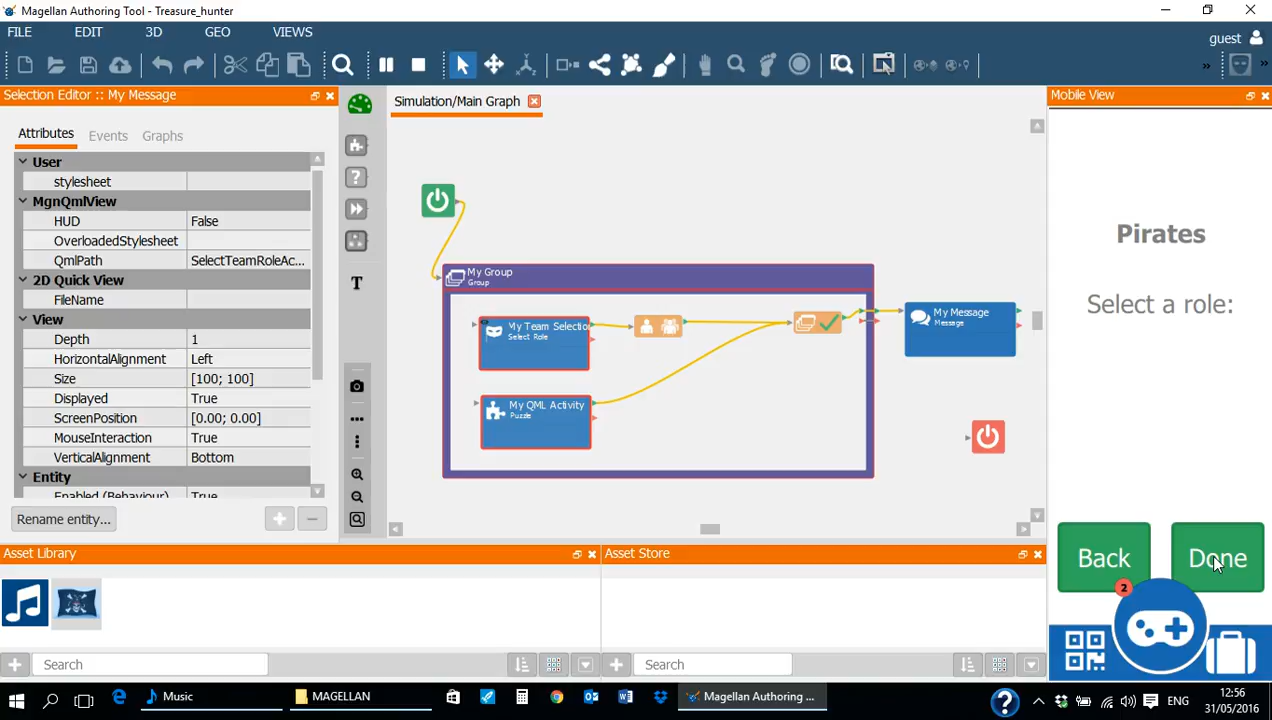 Magellan Authoring Tool - Treasure_hunter
FILE EDIT 3D GEO VIEWS
guest
Selection Editor :: My Message
Attributes Events Graphs
User
stylesheet
MgnQmlView
HUD False
OverloadedStylesheet
QmlPath SelectTeamRoleAc...
2D Quick View
FileName
View
Depth 1
HorizontalAlignment Left
Size [100; 100]
Displayed True
ScreenPosition [0.00; 0.00]
MouseInteraction True
VerticalAlignment Bottom
Entity
Enabled (Behaviour) True
Rename entity...
T
Simulation/Main Graph
My Group
Group
My Team Selectio
Select Role
My QML Activity
Puzzle
My Message
Message
Mobile View
Pirates
Select a role:
Back Done
2
Asset Library
Search
Asset Store
Search
Music
MAGELLAN
Magellan Authoring ...
ENG
12:56
31/05/2016